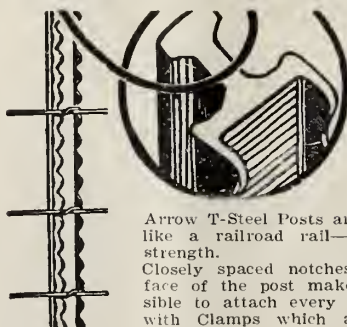 Arrow T-Steel Posts ar
like a railroad rail—
strength.
Closely spaced notches
face of the post make
sible to attach every
with Clamps which a